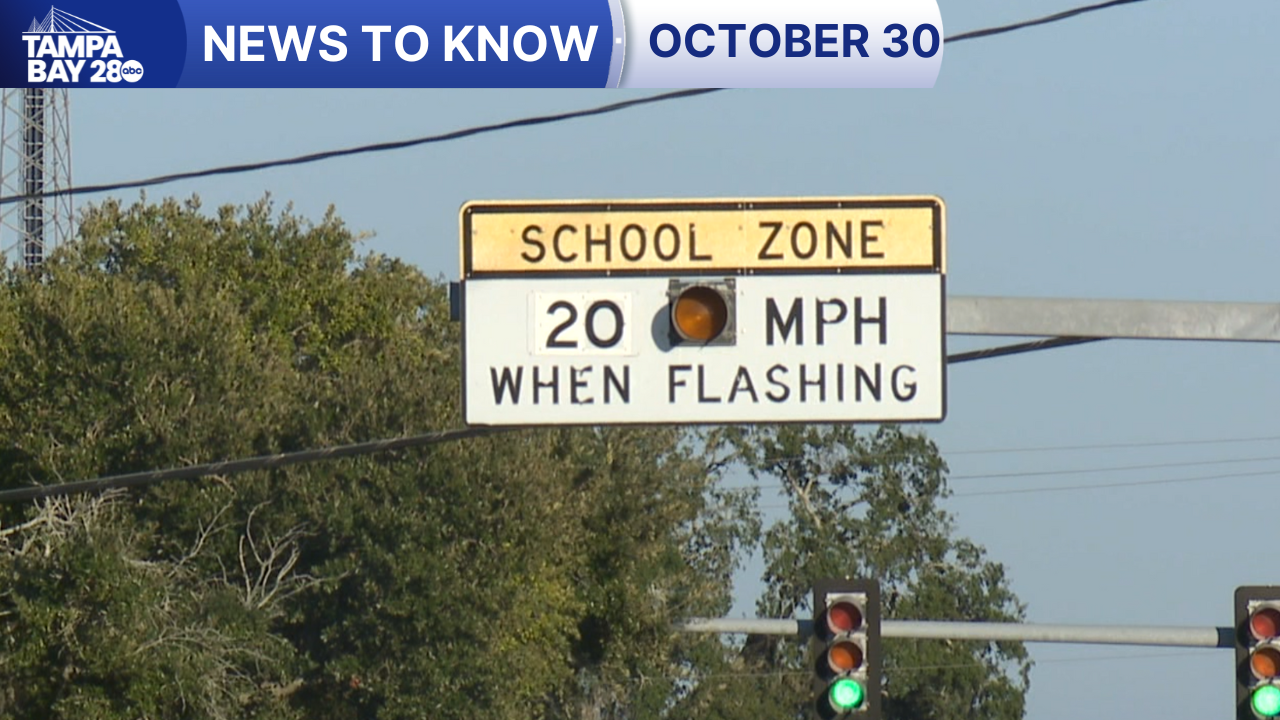 TAMPA
BAY 28 abc
NEWS TO KNOW
OCTOBER 30
SCHOOL ZONE
20 MPH
WHEN FLASHING